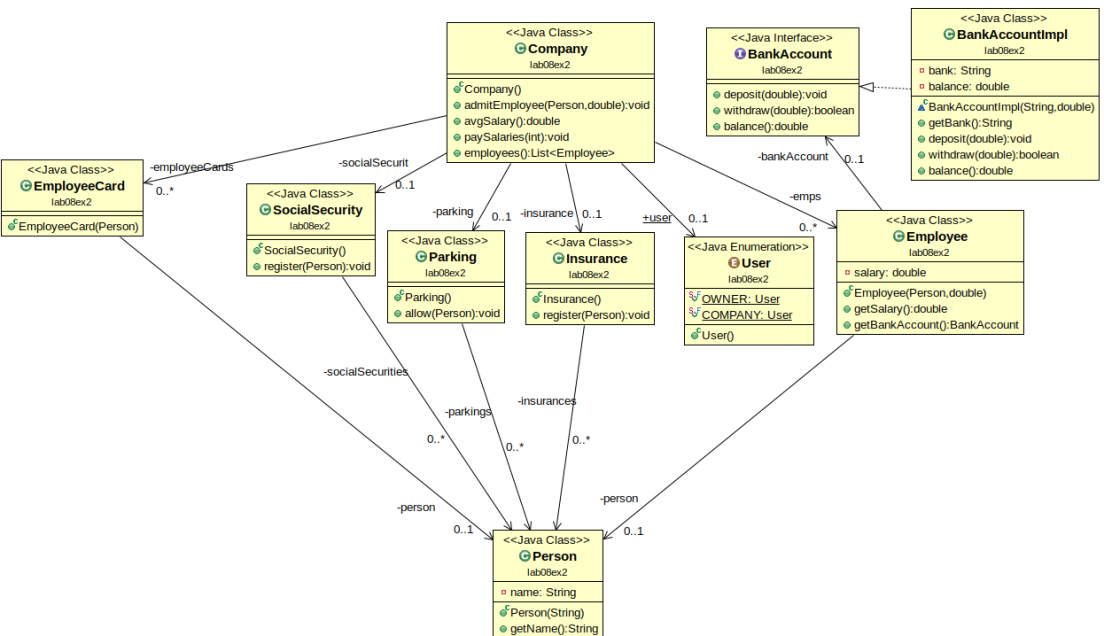 <<Java Class>>
Company
lab08ex2
Company()
admitEmployee(Person,double):void
avgSalary():double
paySalaries(int):void
employees():List<Employee>
<<Java Interface>>
BankAccount
lab08ex2
deposit(double):void
withdraw(double):boolean
balance():double
<<Java Class>>
BankAccountImpl
lab08ex2
bank: String
balance: double
BankAccountImpl(String,double)
getBank():String
deposit(double):void
withdraw(double):boolean
balance():double
-employeeCards
0..*
-socialSecurit
0..1
-parking
0..1
-insurance
0..1
+user
0..1
-emps
0..*
-bankAccount
0..1
<<Java Class>>
EmployeeCard
lab08ex2
EmployeeCard(Person)
<<Java Class>>
SocialSecurity
lab08ex2
SocialSecurity()
register(Person):void
<<Java Class>>
Parking
lab08ex2
Parking()
allow(Person):void
<<Java Class>>
Insurance
lab08ex2
Insurance()
register(Person):void
<<Java Enumeration>>
User
lab08ex2
OWNER: User
COMPANY: User
User()
<<Java Class>>
Employee
lab08ex2
salary: double
Employee(Person,double)
getSalary():double
getBankAccount():BankAccount
-socialSecurities
0..*
-parkings
0..*
-insurances
0..*
-person
0..1
-person
0..1
<<Java Class>>
Person
lab08ex2
name: String
Person(String)
getName():String